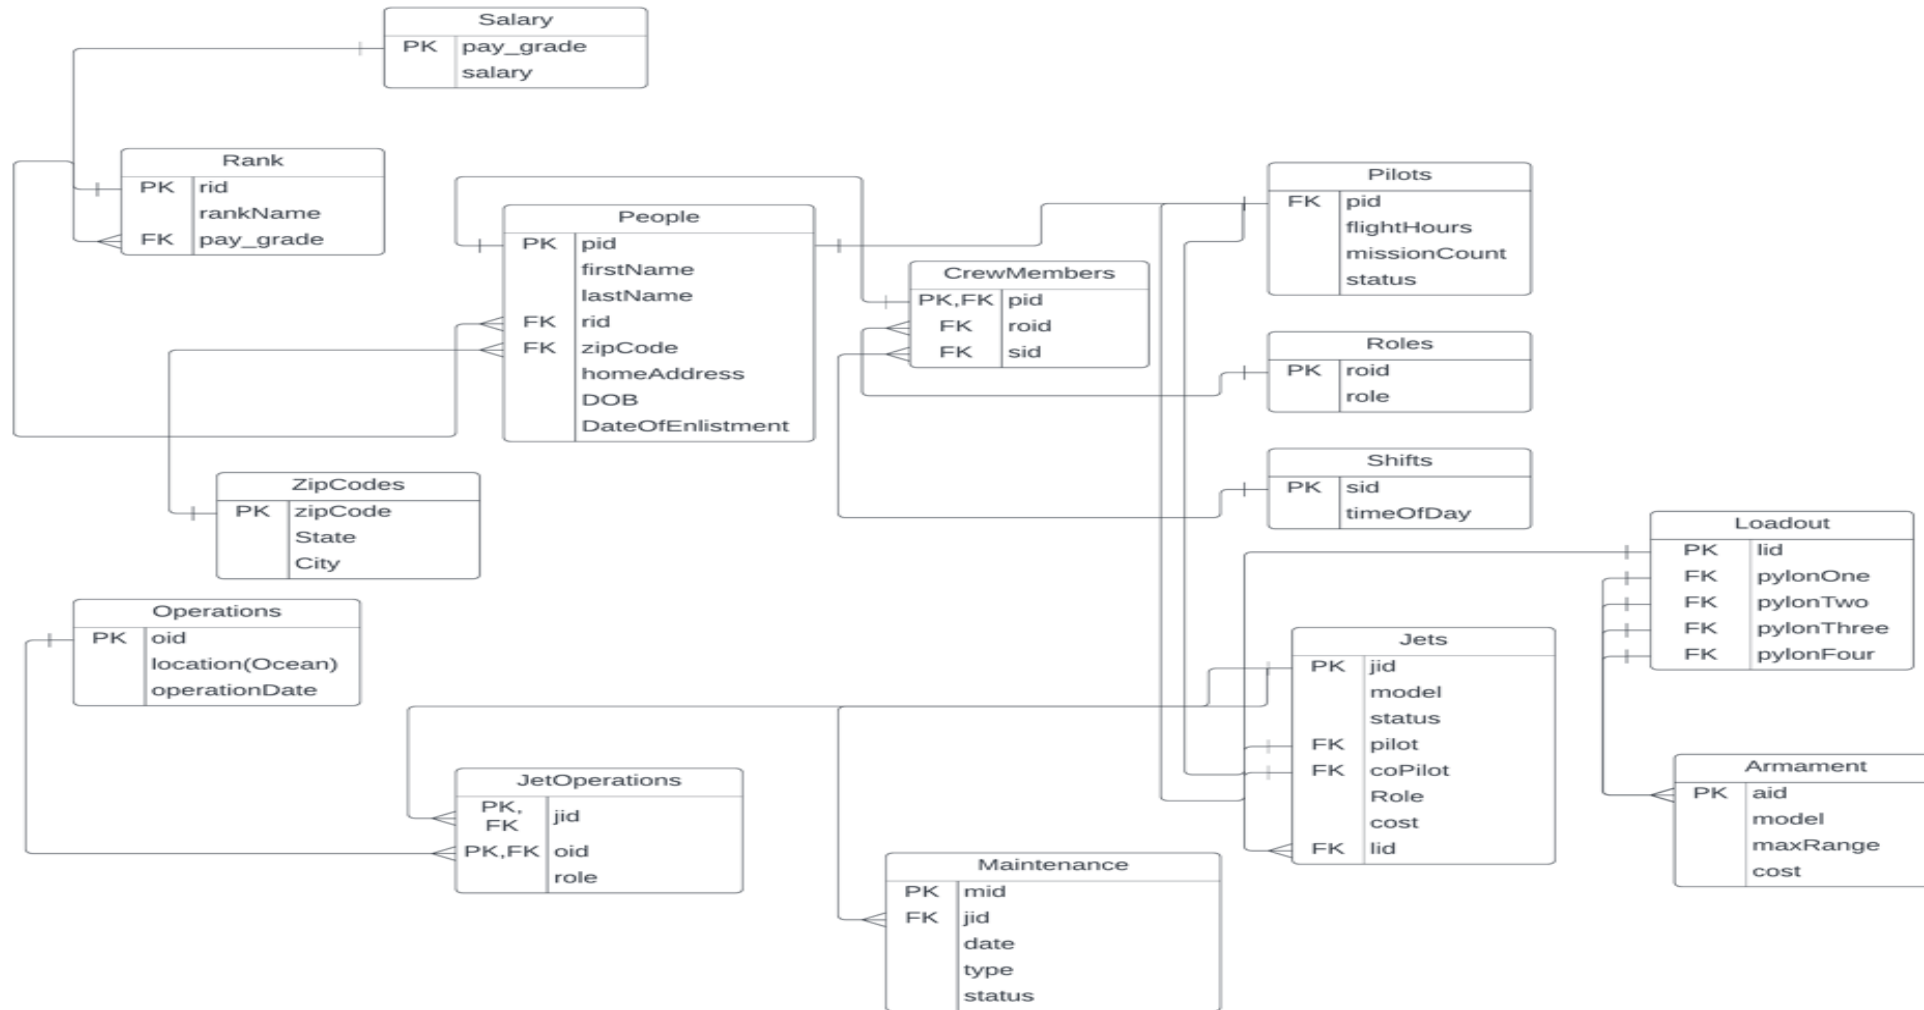 Salary
PK pay_grade
salary
Rank
PK rid
rankName
FK pay_grade
People
PK pid
firstName
lastName
FK rid
FK zipCode
homeAddress
DOB
DateOfEnlistment
CrewMembers
PK,FK pid
FK roid
FK sid
Pilots
FK pid
flightHours
missionCount
status
Roles
PK roid
role
Shifts
PK sid
timeOfDay
ZipCodes
PK zipCode
State
City
Loadout
PK lid
FK pylonOne
FK pylonTwo
FK pylonThree
FK pylonFour
Operations
PK oid
location(Ocean)
operationDate
Jets
PK jid
model
status
FK pilot
FK coPilot
Role
cost
FK lid
JetOperations
PK,
FK jid
PK,FK oid
role
Armament
PK aid
model
maxRange
cost
Maintenance
PK mid
FK jid
date
type
status